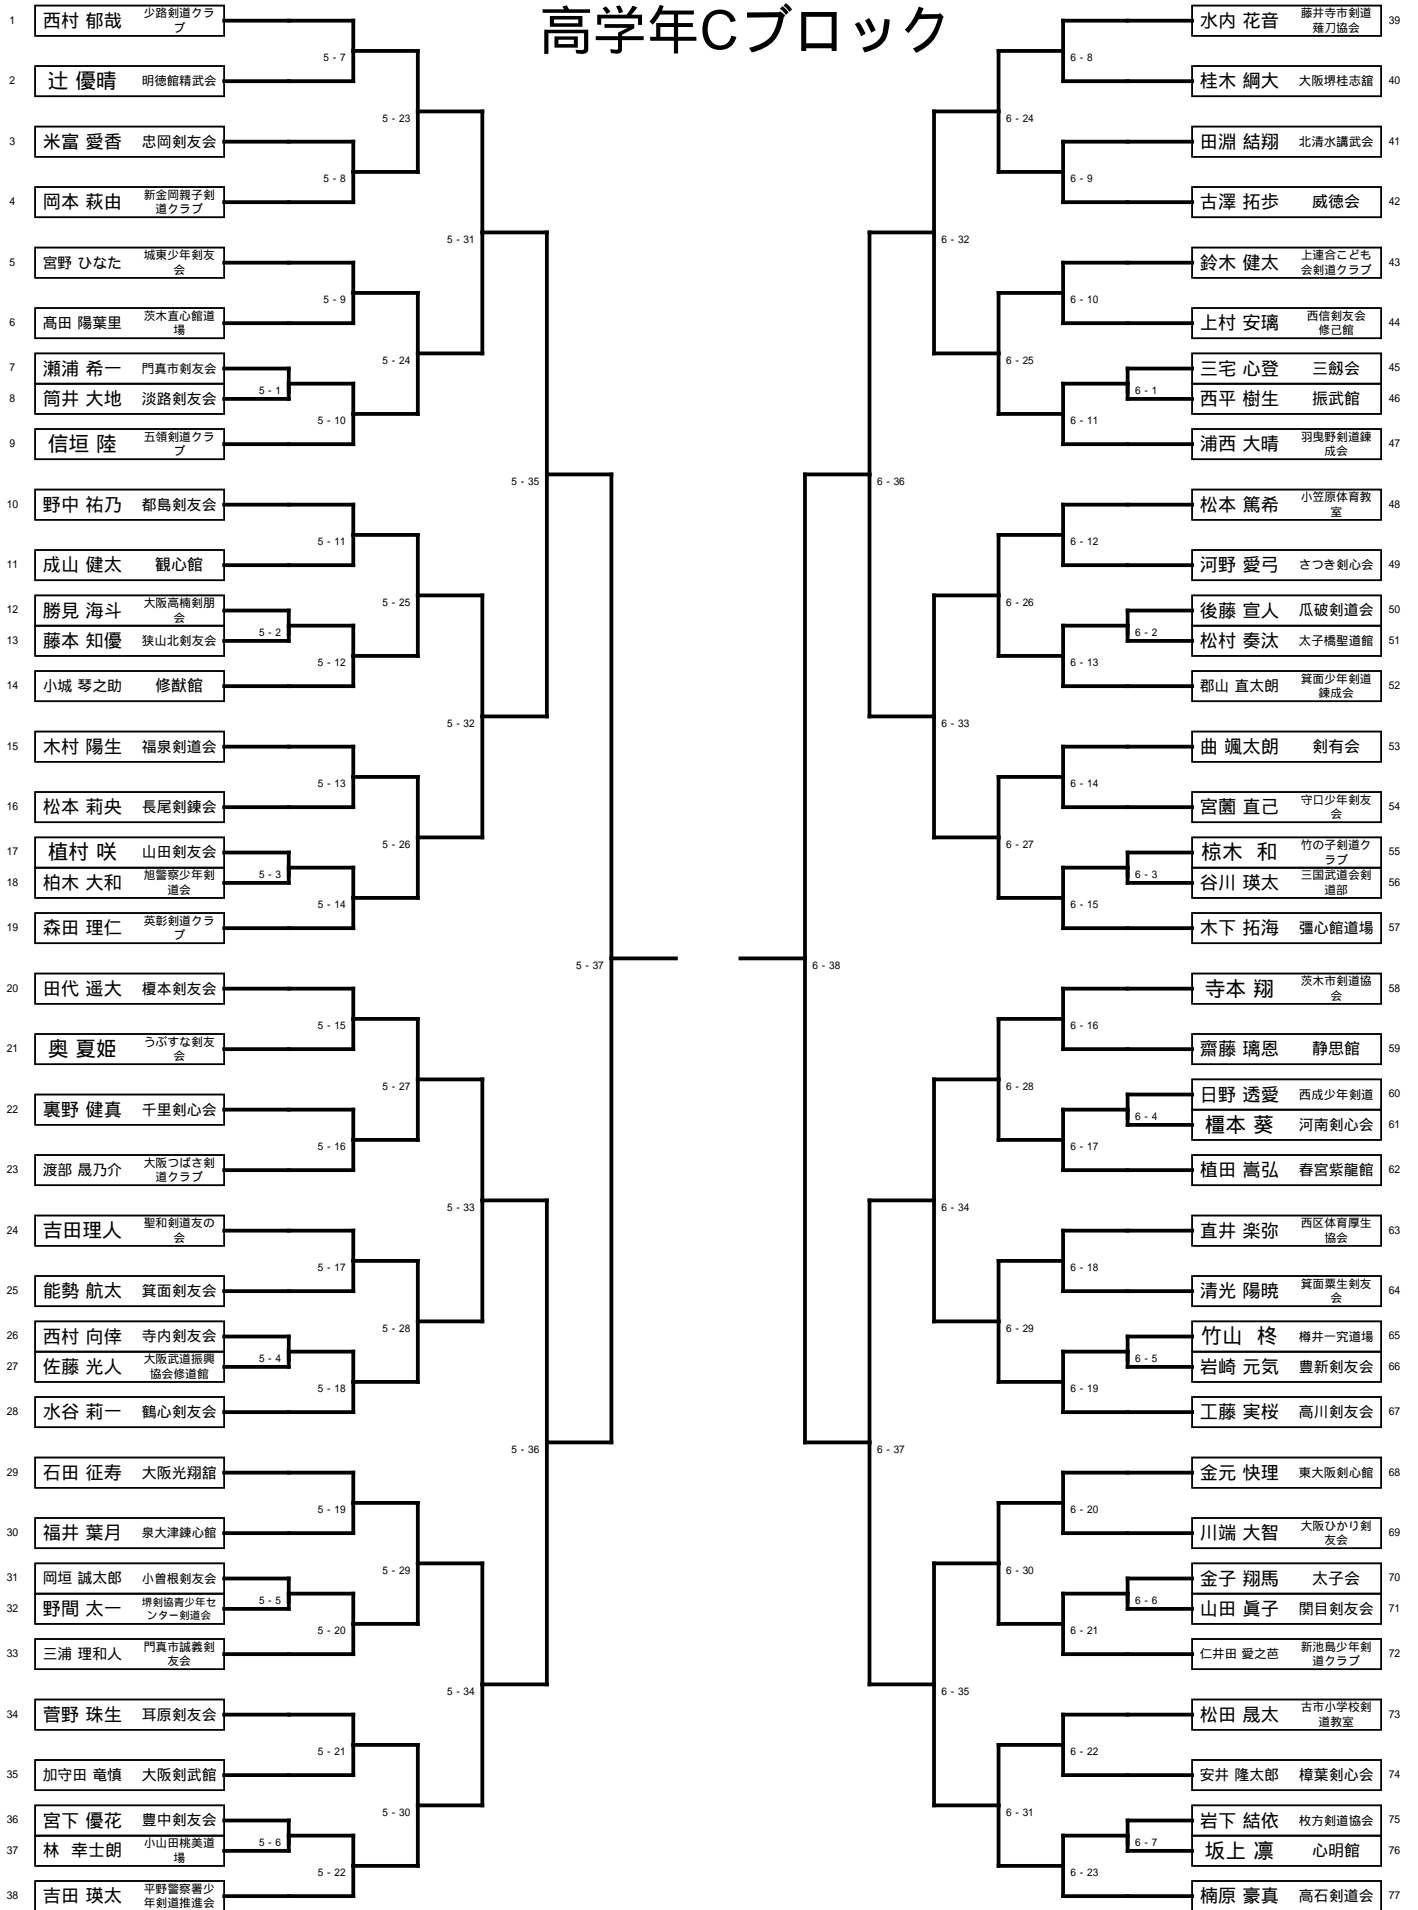 高学年Cブロック
1 西村 郁哉 少路剣道クラ
ブ
2 辻 優晴 明徳館精武会
3 米富 愛香 忠岡剣友会
4 岡本 萩由 新金岡親子剣
道クラブ
5 宮野 ひなた 城東少年剣友
会
6 髙田 陽葉里 茨木直心館道
場
7 瀬浦 希一 門真市剣友会
8 筒井 大地 淡路剣友会
9 信垣 陸 五領剣道クラ
ブ
10 野中 祐乃 都島剣友会
11 成山 健太 観心館
12 勝見 海斗 大阪高楠剣朋
会
13 藤本 知優 狭山北剣友会
14 小城 琴之助 修猷館
15 木村 陽生 福泉剣道会
16 松本 莉央 長尾剣錬会
17 植村 咲 山田剣友会
18 柏木 大和 旭警察少年剣
道会
19 森田 理仁 英彰剣道クラ
ブ
20 田代 遥大 榎本剣友会
21 奥 夏姫 うぶすな剣友
会
22 裏野 健真 千里剣心会
23 渡部 晟乃介 大阪つばさ剣
道クラブ
24 吉田理人 聖和剣道友の
会
25 能勢 航太 箕面剣友会
26 西村 向倖 寺内剣友会
27 佐藤 光人 大阪武道振興
協会修道館
28 水谷 莉一 鶴心剣友会
29 石田 征寿 大阪光翔舘
30 福井 葉月 泉大津錬心館
31 岡垣 誠太郎 小曽根剣友会
32 野間 太一 堺剣協青少年セ
ンター剣道会
33 三浦 理和人 門真市誠義剣
友会
34 菅野 珠生 耳原剣友会
35 加守田 竜慎 大阪剣武館
36 宮下 優花 豊中剣友会
37 林 幸士朗 小山田桃美道
場
38 吉田 瑛太 平野警察署少
年剣道推進会
5 - 1
5 - 2
5 - 3
5 - 4
5 - 5
5 - 6
5 - 7
5 - 8
5 - 9
5 - 10
5 - 11
5 - 12
5 - 13
5 - 14
5 - 15
5 - 16
5 - 17
5 - 18
5 - 19
5 - 20
5 - 21
5 - 22
5 - 23
5 - 24
5 - 25
5 - 26
5 - 27
5 - 28
5 - 29
5 - 30
5 - 31
5 - 32
5 - 33
5 - 34
5 - 35
5 - 36
5 - 37
6 - 38
6 - 36
6 - 37
6 - 32
6 - 33
6 - 34
6 - 35
6 - 24
6 - 25
6 - 26
6 - 27
6 - 28
6 - 29
6 - 30
6 - 31
6 - 8
6 - 9
6 - 10
6 - 11
6 - 12
6 - 13
6 - 14
6 - 15
6 - 16
6 - 17
6 - 18
6 - 19
6 - 20
6 - 21
6 - 22
6 - 23
6 - 1
6 - 2
6 - 3
6 - 4
6 - 5
6 - 6
6 - 7
水内 花音 藤井寺市剣道 39
薙刀協会
桂木 綱大 大阪堺桂志舘 40
田淵 結翔 北清水講武会 41
古澤 拓歩 威徳会 42
鈴木 健太 上連合こども 43
会剣道クラブ
上村 安璃 西信剣友会 44
修己館
三宅 心登 三劔会 45
西平 樹生 振武館 46
浦西 大晴 羽曳野剣道錬 47
成会
松本 篤希 小笠原体育教 48
室
河野 愛弓 さつき剣心会 49
後藤 宣人 瓜破剣道会 50
松村 奏汰 太子橋聖道館 51
郡山 直太朗 箕面少年剣道 52
錬成会
曲 颯太朗 剣有会 53
宮薗 直己 守口少年剣友 54
会
椋木 和 竹の子剣道ク 55
ラブ
谷川 瑛太 三国武道会剣 56
道部
木下 拓海 彊心館道場 57
寺本 翔 茨木市剣道協 58
会
齋藤 璃恩 静思館 59
日野 透愛 西成少年剣道 60
橿本 葵 河南剣心会 61
植田 嵩弘 春宮紫龍館 62
直井 楽弥 西区体育厚生 63
協会
清光 陽暁 箕面粟生剣友 64
会
竹山 柊 樽井一究道場 65
岩崎 元気 豊新剣友会 66
工藤 実桜 高川剣友会 67
金元 快理 東大阪剣心館 68
川端 大智 大阪ひかり剣 69
友会
金子 翔馬 太子会 70
山田 眞子 関目剣友会 71
仁井田 愛之芭 新池島少年剣 72
道クラブ
松田 晟太 古市小学校剣 73
道教室
安井 隆太郎 樟葉剣心会 74
岩下 結依 枚方剣道協会 75
坂上 凛 心明館 76
楠原 豪真 高石剣道会 77